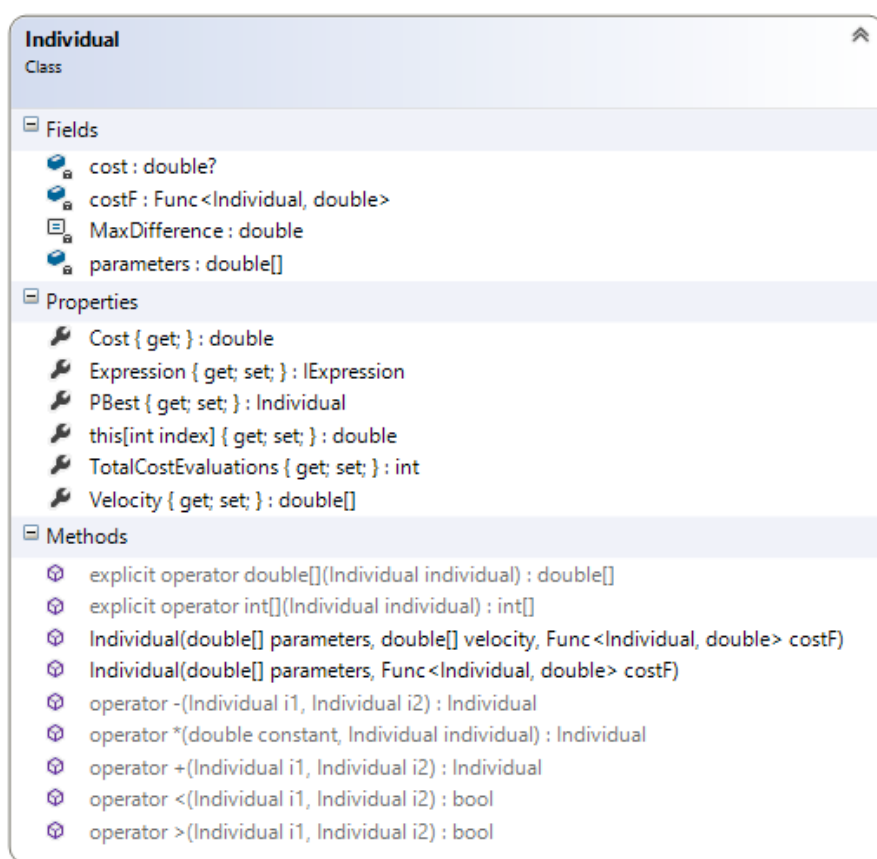 Individual
Class
Fields
cost : double?
costF : Func<Individual, double>
MaxDifference : double
parameters : double[]
Properties
Cost { get; } : double
Expression { get; set; } : IExpression
PBest { get; set; } : Individual
this[int index] { get; set; } : double
TotalCostEvaluations { get; set; } : int
Velocity { get; set; } : double[]
Methods
explicit operator double[](Individual individual) : double[]
explicit operator int[](Individual individual) : int[]
Individual(double[] parameters, double[] velocity, Func<Individual, double> costF)
Individual(double[] parameters, Func<Individual, double> costF)
operator -(Individual i1, Individual i2) : Individual
operator *(double constant, Individual individual) : Individual
operator +(Individual i1, Individual i2) : Individual
operator <(Individual i1, Individual i2) : bool
operator >(Individual i1, Individual i2) : bool